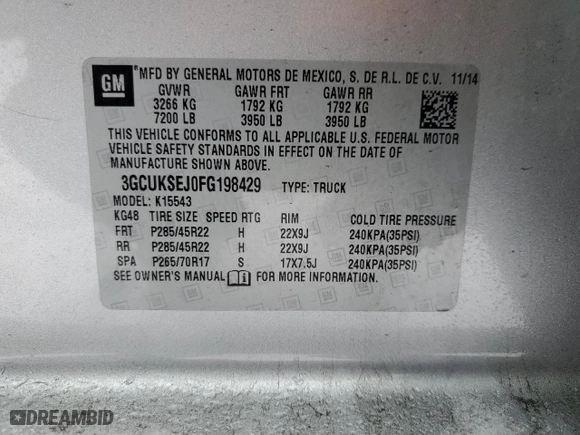 GM
MFD BY GENERAL MOTORS DE MEXICO, S. DE R.L. DE C.V. 11/14
GVWR GAWR FRT GAWR RR
3266 KG 1792 KG 1792 KG
7200 LB 3950 LB 3950 LB
THIS VEHICLE CONFORMS TO ALL APPLICABLE U.S. FEDERAL MOTOR
VEHICLE SAFETY STANDARDS IN EFFECT ON THE DATE OF
MANUFACTURE SHOWN ABOVE.
3GCUKSEJ0FG198429 TYPE: TRUCK
MODEL: K15543
KG48 TIRE SIZE SPEED RTG RIM COLD TIRE PRESSURE
FRT P285/45R22 H 22X9J 240KPA(35PSI)
RR P285/45R22 H 22X9J 240KPA(35PSI)
SPA P265/70R17 S 17X7.5J 240KPA(35PSI)
SEE OWNER'S MANUAL FOR MORE INFORMATION.
DREAMBID